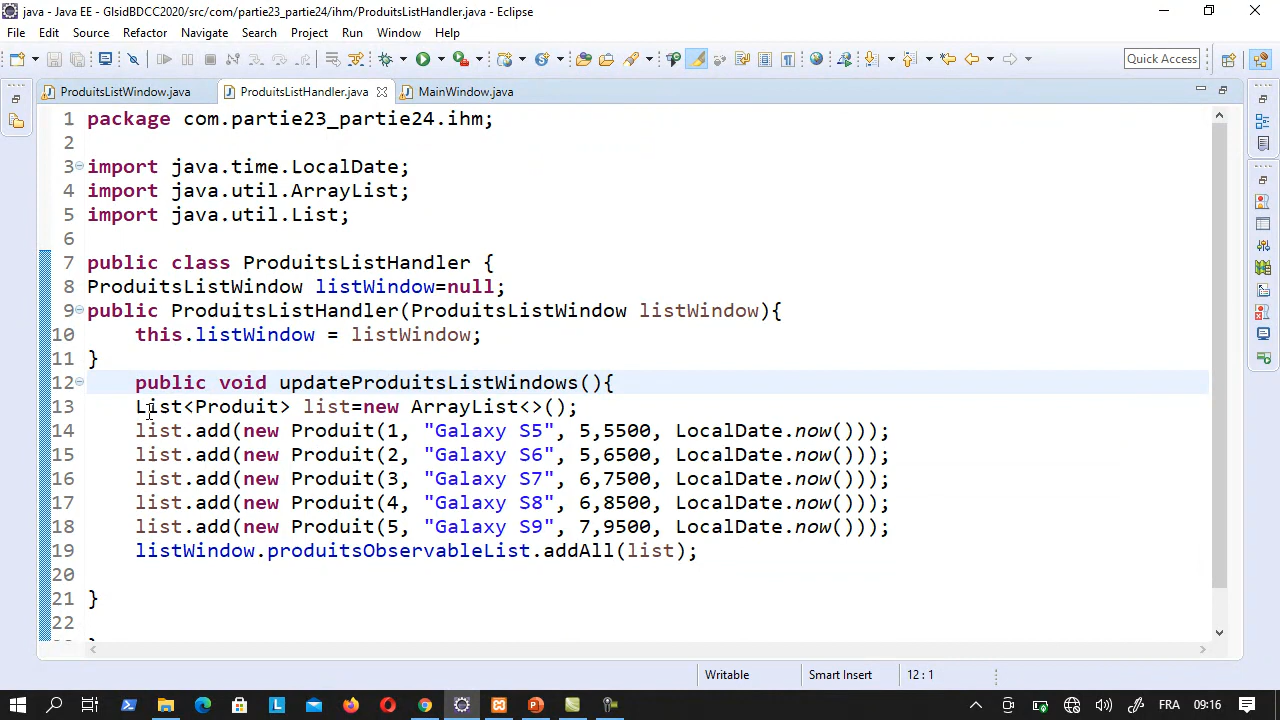 java - Java EE - GlsidBDCC2020/src/com/partie23_partie24/ihm/ProduitsListHandler.java - Eclipse
File Edit Source Refactor Navigate Search Project Run Window Help
Quick Access
ProduitsListWindow.java ProduitsListHandler.java MainWindow.java
1 package com.partie23_partie24.ihm;
2
3 import java.time.LocalDate;
4 import java.util.ArrayList;
5 import java.util.List;
6
7 public class ProduitsListHandler {
8 ProduitsListWindow listWindow=null;
9 public ProduitsListHandler(ProduitsListWindow listWindow){
10 this.listWindow = listWindow;
11 }
12 public void updateProduitsListWindows(){
13 List<Produit> list=new ArrayList<>();
14 list.add(new Produit(1, "Galaxy S5", 5,5500, LocalDate.now()));
15 list.add(new Produit(2, "Galaxy S6", 5,6500, LocalDate.now()));
16 list.add(new Produit(3, "Galaxy S7", 6,7500, LocalDate.now()));
17 list.add(new Produit(4, "Galaxy S8", 6,8500, LocalDate.now()));
18 list.add(new Produit(5, "Galaxy S9", 7,9500, LocalDate.now()));
19 listWindow.produitsObservableList.addAll(list);
20
21 }
22
Writable Smart Insert 12 : 1
FRA 09:16